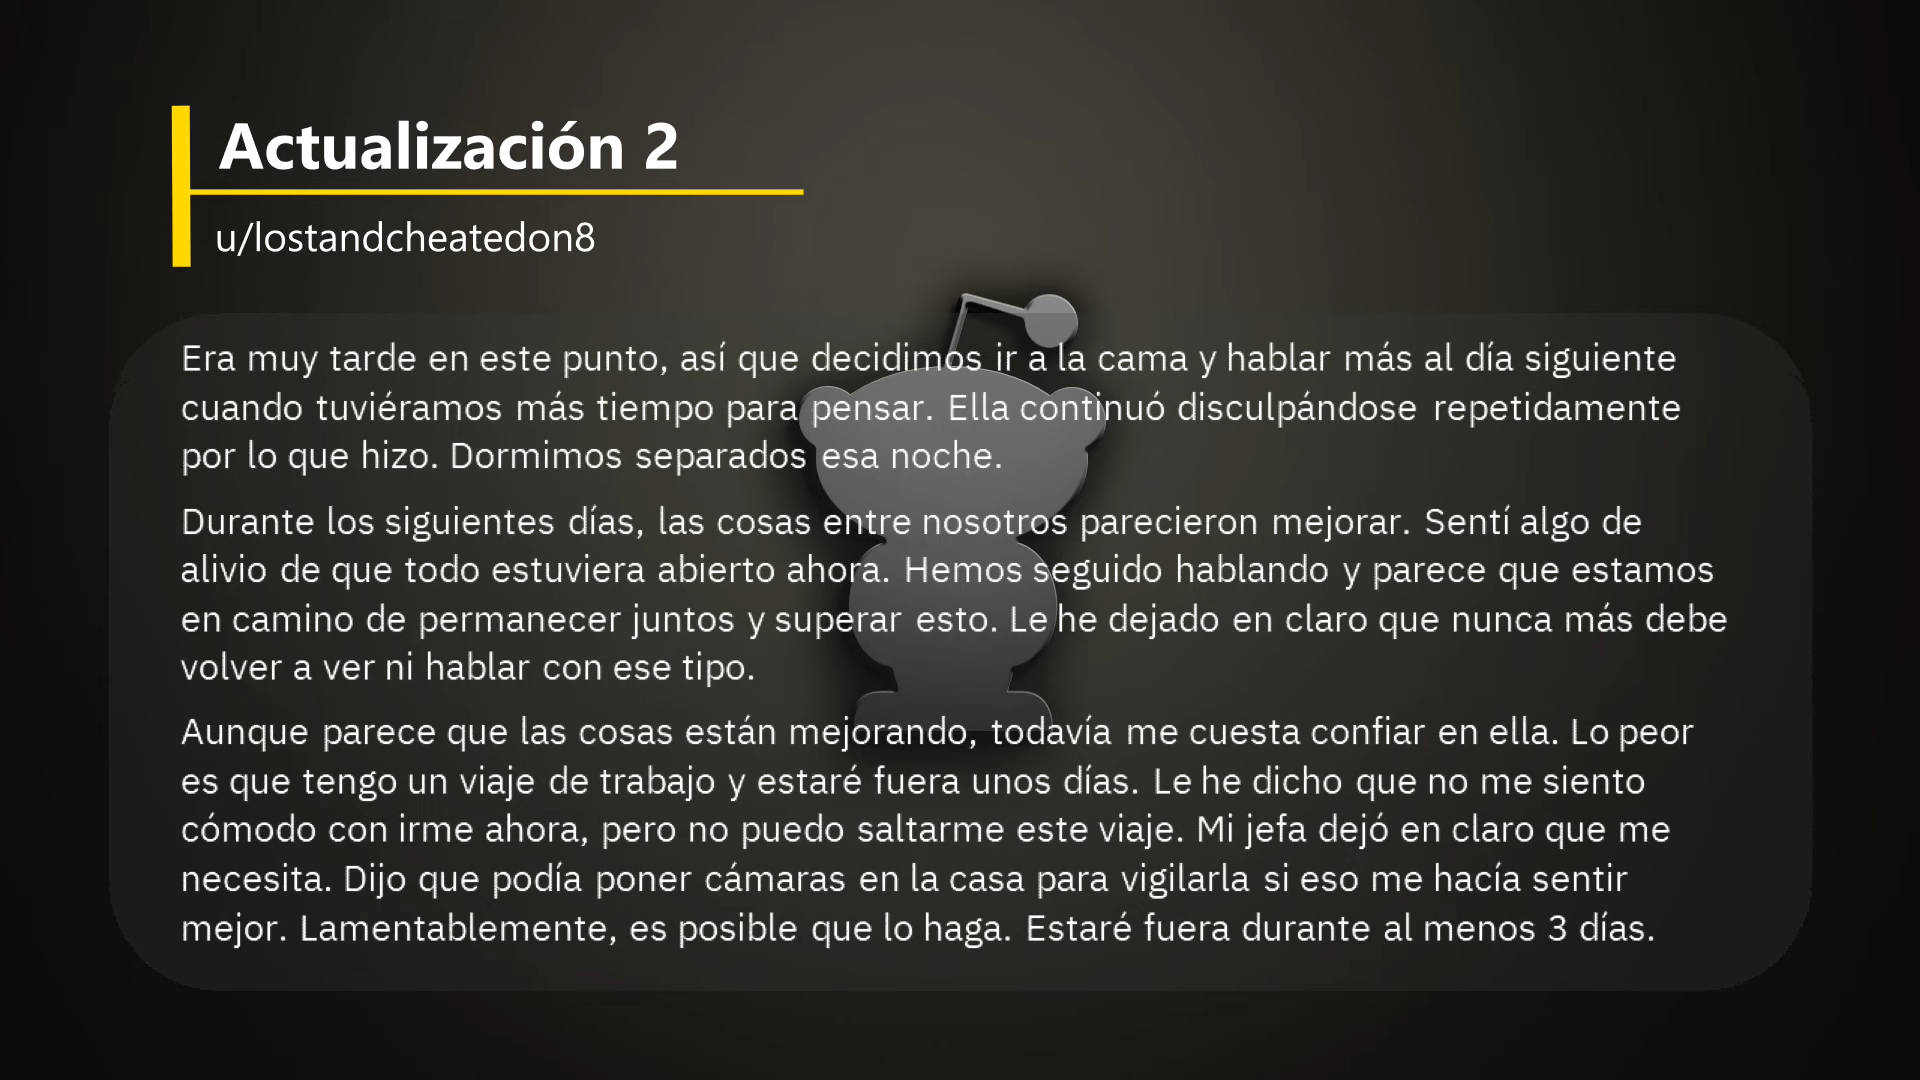 Actualización 2
u/lostandcheatedon8
Era muy tarde en este punto, así que decidimos ir a la cama y hablar más al día siguiente
cuando tuviéramos más tiempo para pensar. Ella continuó disculpándose repetidamente
por lo que hizo. Dormimos separados esa noche.
Durante los siguientes días, las cosas entre nosotros parecieron mejorar. Sentí algo de
alivio de que todo estuviera abierto ahora. Hemos seguido hablando y parece que estamos
en camino de permanecer juntos y superar esto. Le he dejado en claro que nunca más debe
volver a ver ni hablar con ese tipo.
Aunque parece que las cosas están mejorando, todavía me cuesta confiar en ella. Lo peor
es que tengo un viaje de trabajo y estaré fuera unos días. Le he dicho que no me siento
cómodo con irme ahora, pero no puedo saltarme este viaje. Mi jefa dejó en claro que me
necesita. Dijo que podía poner cámaras en la casa para vigilarla si eso me hacía sentir
mejor. Lamentablemente, es posible que lo haga. Estaré fuera durante al menos 3 días.